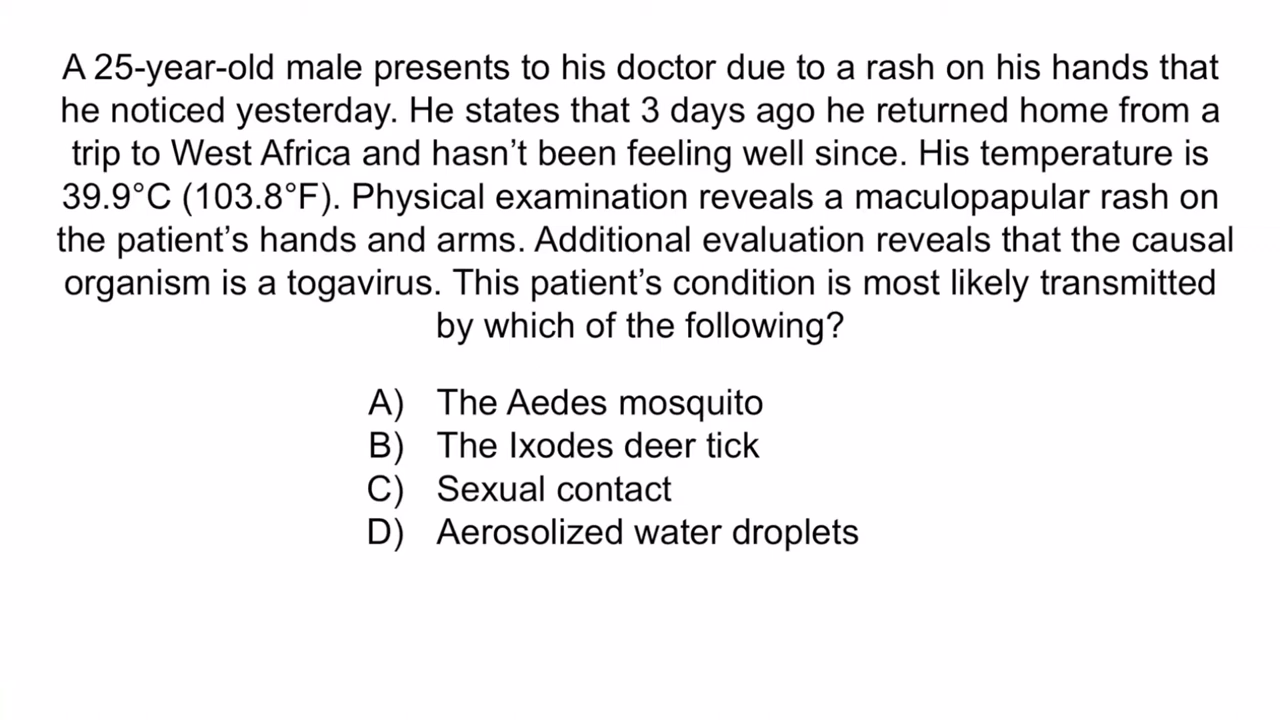 A 25-year-old male presents to his doctor due to a rash on his hands that
he noticed yesterday. He states that 3 days ago he returned home from a
trip to West Africa and hasn’t been feeling well since. His temperature is
39.9°C (103.8°F). Physical examination reveals a maculopapular rash on
the patient’s hands and arms. Additional evaluation reveals that the causal
organism is a togavirus. This patient’s condition is most likely transmitted
by which of the following?
A) The Aedes mosquito
B) The Ixodes deer tick
C) Sexual contact
D) Aerosolized water droplets